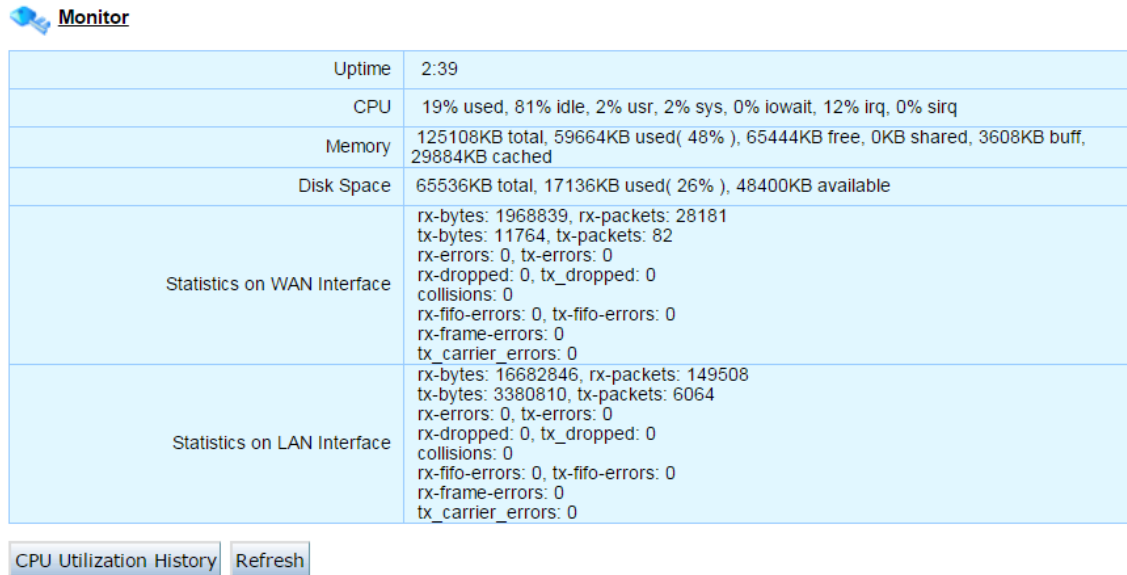 Monitor
Uptime 2:39
CPU 19% used, 81% idle, 2% usr, 2% sys, 0% iowait, 12% irq, 0% sirq
Memory 125108KB total, 59664KB used( 48% ), 65444KB free, 0KB shared, 3608KB buff,
29884KB cached
Disk Space 65536KB total, 17136KB used( 26% ), 48400KB available
Statistics on WAN Interface
rx-bytes: 1968839, rx-packets: 28181
tx-bytes: 11764, tx-packets: 82
rx-errors: 0, tx-errors: 0
rx-dropped: 0, tx_dropped: 0
collisions: 0
rx-fifo-errors: 0, tx-fifo-errors: 0
rx-frame-errors: 0
tx_carrier_errors: 0
Statistics on LAN Interface
rx-bytes: 16682846, rx-packets: 149508
tx-bytes: 3380810, tx-packets: 6064
rx-errors: 0, tx-errors: 0
rx-dropped: 0, tx_dropped: 0
collisions: 0
rx-fifo-errors: 0, tx-fifo-errors: 0
rx-frame-errors: 0
tx_carrier_errors: 0
CPU Utilization History Refresh